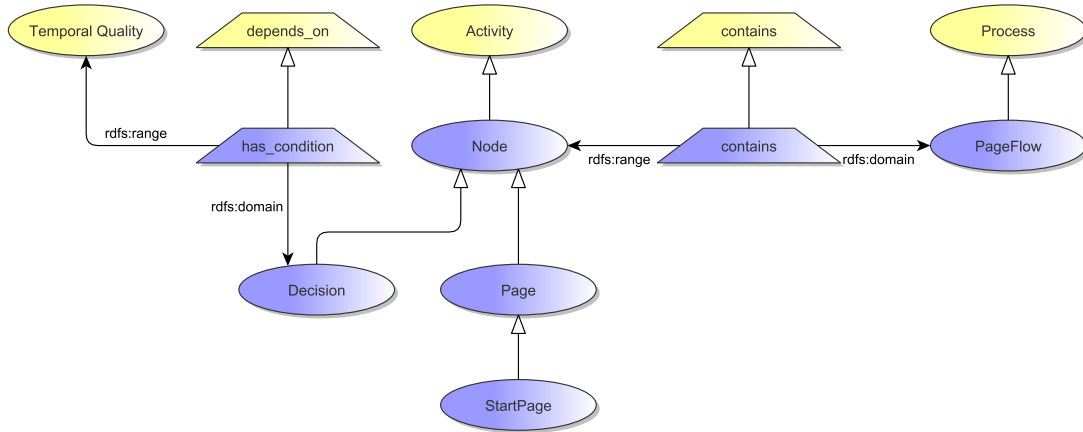 Temporal Quality
depends_on
Activity
contains
Process
rdfs:range
has_condition
Node
rdfs:range
contains
rdfs:domain
PageFlow
rdfs:domain
Decision
Page
StartPage